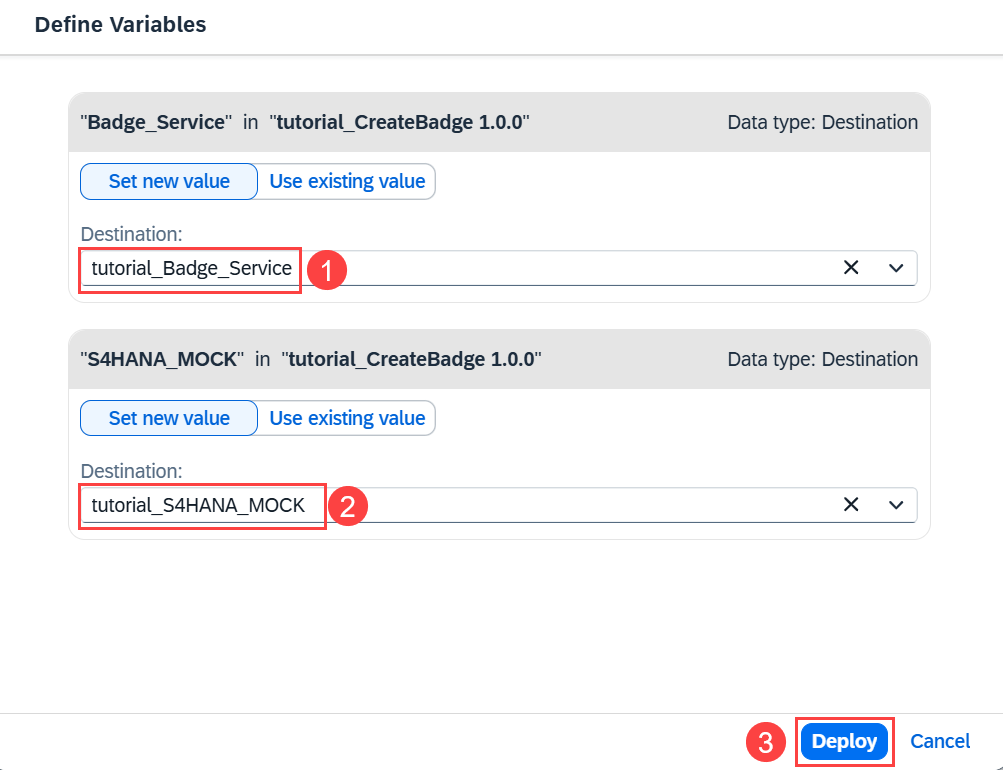 Define Variables
"Badge_Service" in "tutorial_CreateBadge 1.0.0" Data type: Destination
Set new value Use existing value
Destination:
tutorial_Badge_Service 1
"S4HANA_MOCK" in "tutorial_CreateBadge 1.0.0" Data type: Destination
Set new value Use existing value
Destination:
tutorial_S4HANA_MOCK 2
3 Deploy Cancel